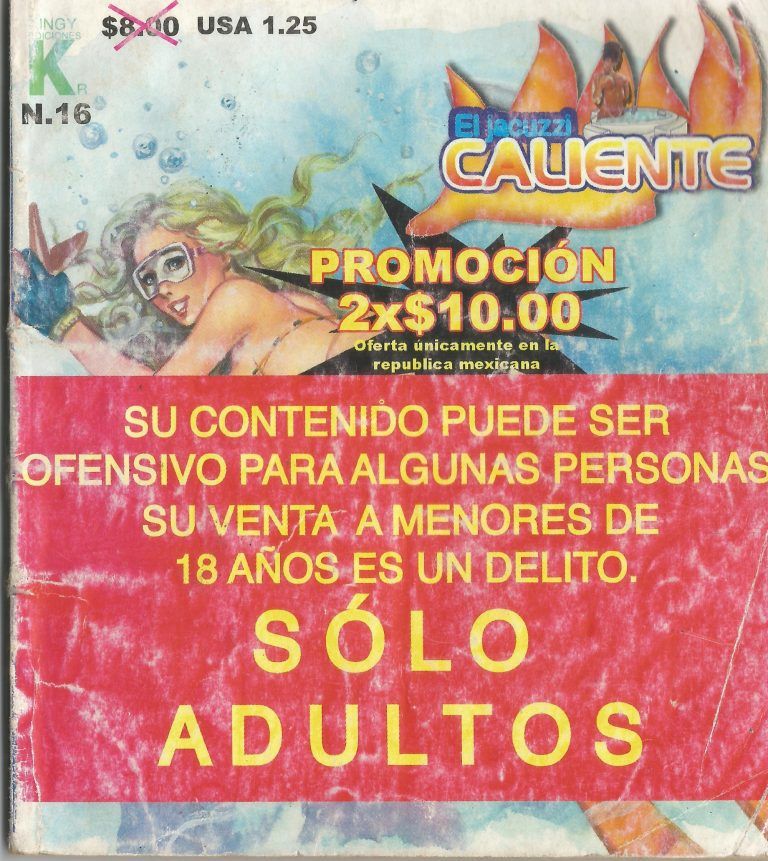 INGY
EDICIONES
K
R
$8.00 USA 1.25
N.16
El jacuzzi
CALIENTE
PROMOCIÓN
2x$10.00
Oferta únicamente en la
republica mexicana
SU CONTENIDO PUEDE SER
OFENSIVO PARA ALGUNAS PERSONAS
SU VENTA A MENORES DE
18 AÑOS ES UN DELITO.
SÓLO
ADULTOS